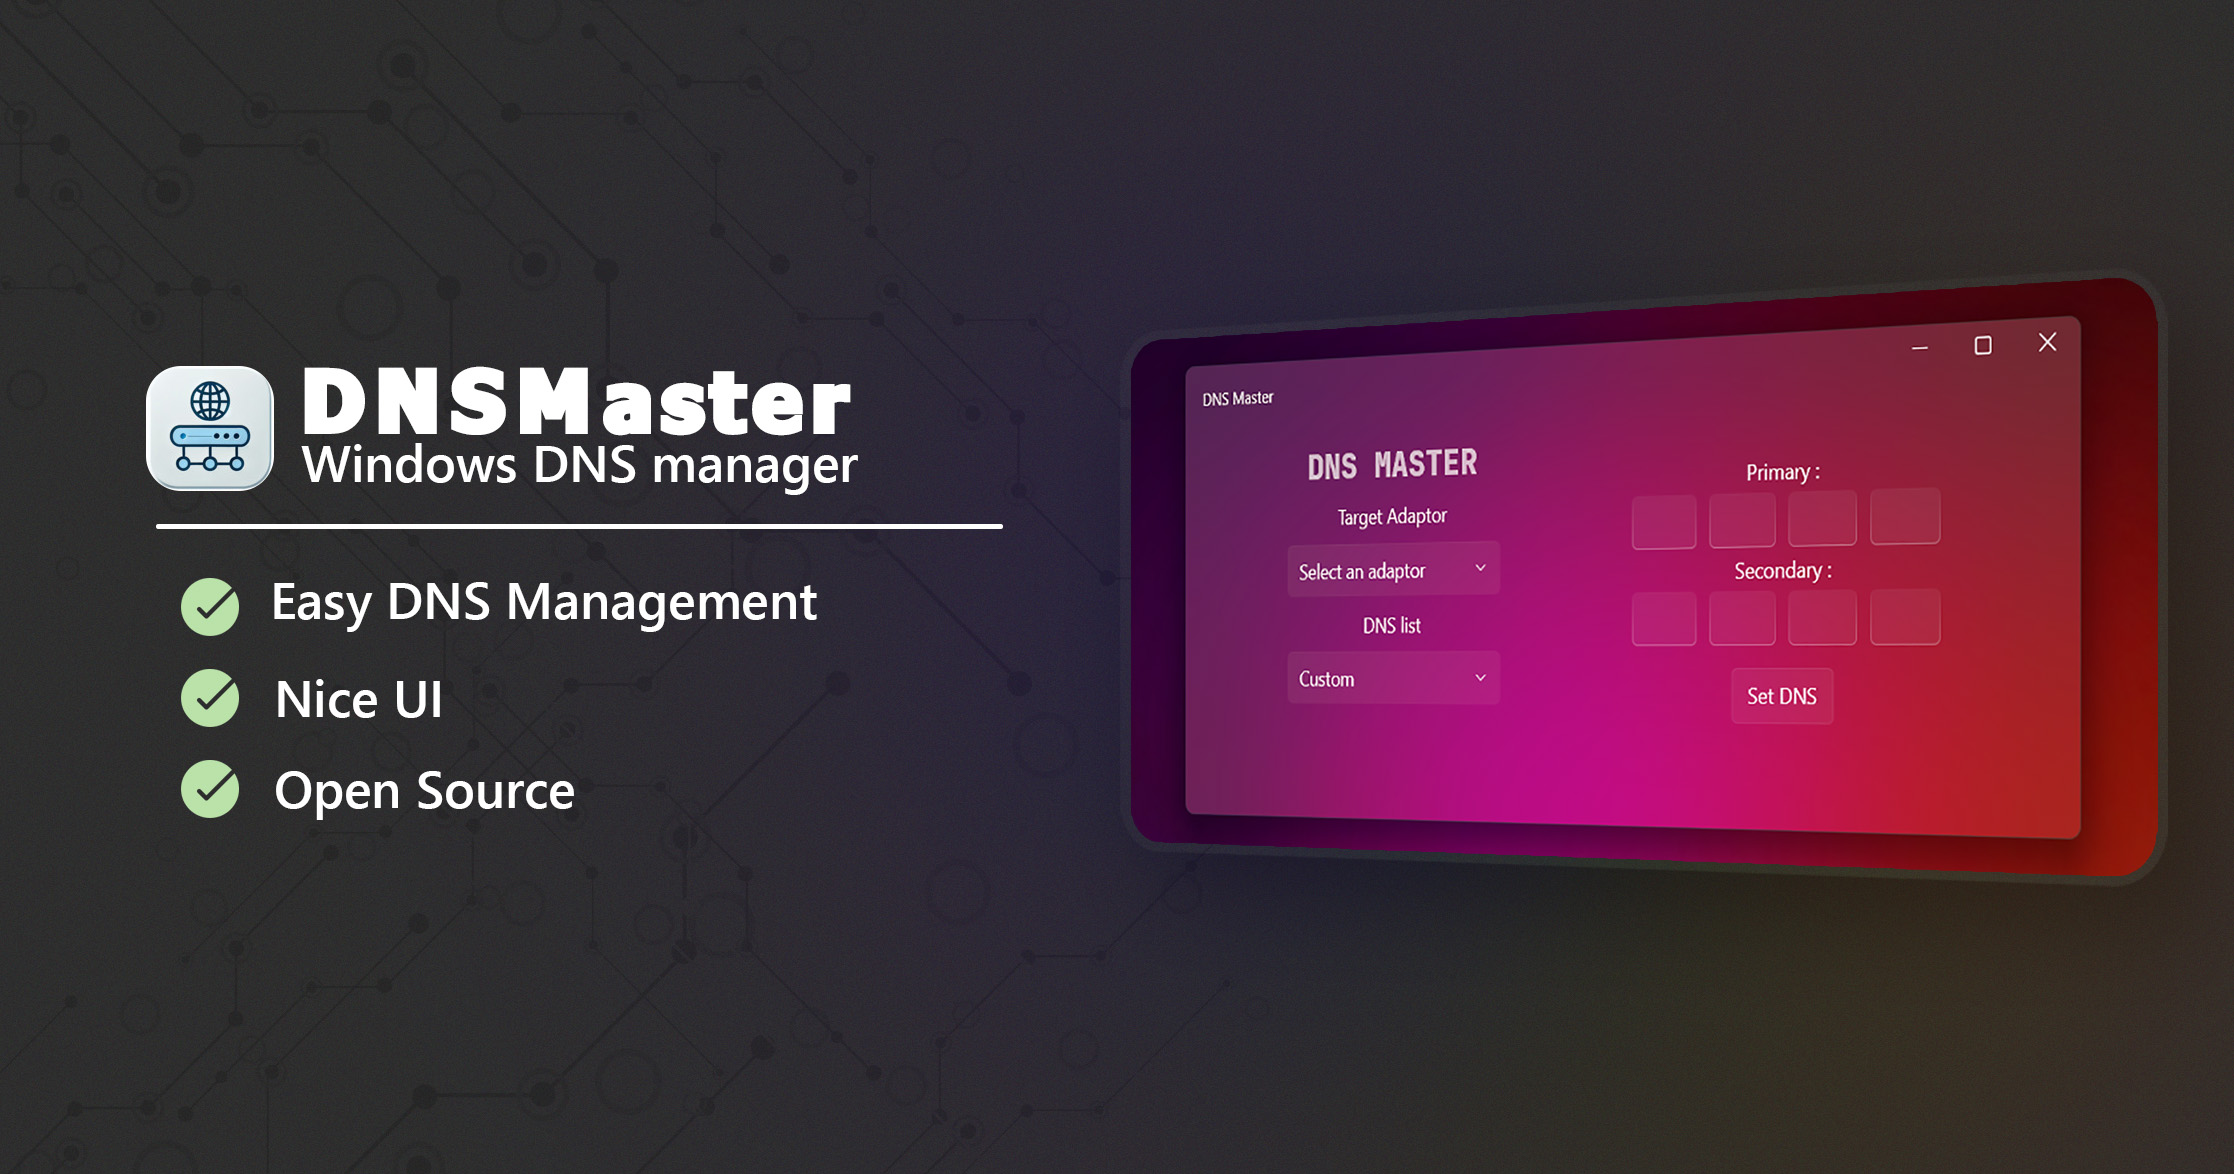 DNSMaster
Windows DNS manager
Easy DNS Management
Nice UI
Open Source
DNS Master
DNS MASTER
Target Adaptor
Select an adaptor
DNS list
Custom
Primary :
Secondary :
Set DNS